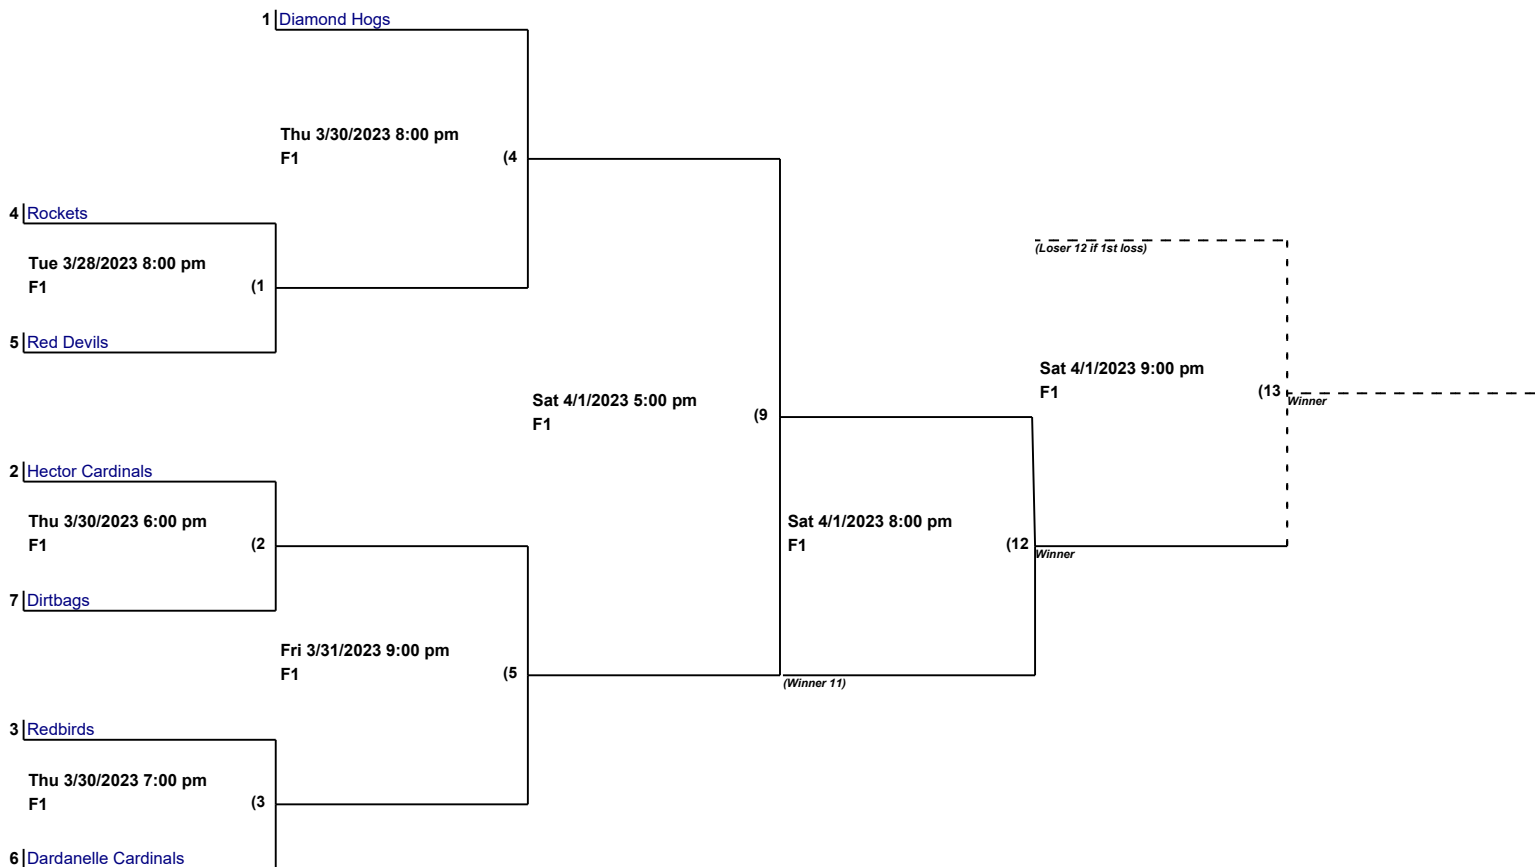 1 Diamond Hogs
Thu 3/30/2023 8:00 pm
F1 (4
4 Rockets
(Loser 12 if 1st loss)
Tue 3/28/2023 8:00 pm
F1 (1
5 Red Devils
Sat 4/1/2023 9:00 pm
F1 (13
Winner
Sat 4/1/2023 5:00 pm
F1 (9
2 Hector Cardinals
Thu 3/30/2023 6:00 pm
F1 (2
Sat 4/1/2023 8:00 pm
F1 (12
Winner
7 Dirtbags
Fri 3/31/2023 9:00 pm
F1 (5
(Winner 11)
3 Redbirds
Thu 3/30/2023 7:00 pm
F1 (3
6 Dardanelle Cardinals